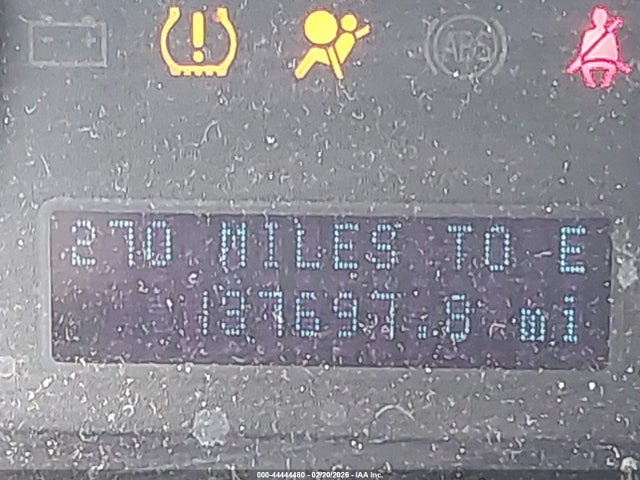 ABS
270 MILES TO E
137697.8 mi
000-44444480 - 02/20/2026 - IAA Inc.